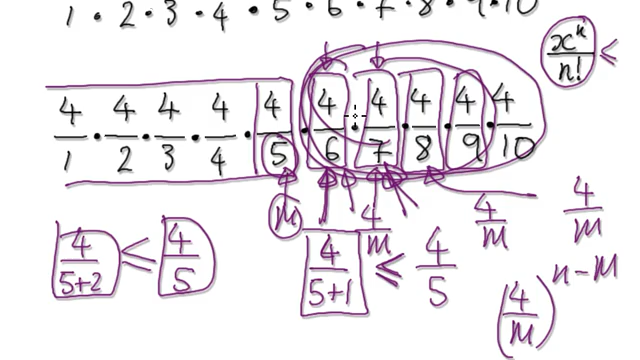 1 · 2 · 3 · 4 · 5 · 6 · 7 · 8 · 9 · 10
x^n/n! ≤
4/1 · 4/2 · 4/3 · 4/4 · 4/5 · 4/6 · 4/7 · 4/8 · 4/9 · 4/10
m 4/m 4/m 4/m
4/(5+2) ≤ 4/5 4/(5+1) ≤ 4/5 (4/m)^(n-m)